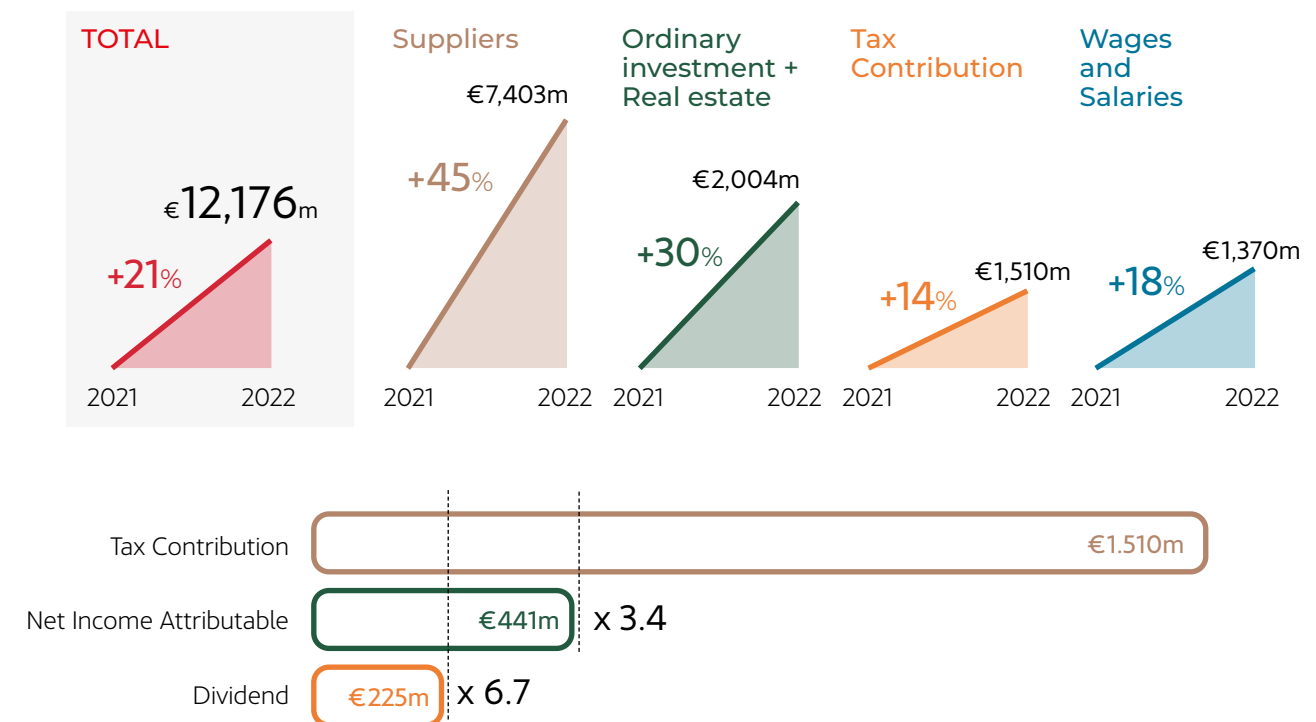 TOTAL
€12,176m
+21%
2021
2022
Suppliers
€7,403m
+45%
2021
2022
Ordinary
investment +
Real estate
€2,004m
+30%
2021
2022
Tax
Contribution
€1,510m
+14%
2021
2022
Wages
and
Salaries
€1,370m
+18%
2021
2022
Tax Contribution
€1.510m
Net Income Attributable
€441m
x 3.4
Dividend
€225m
x 6.7